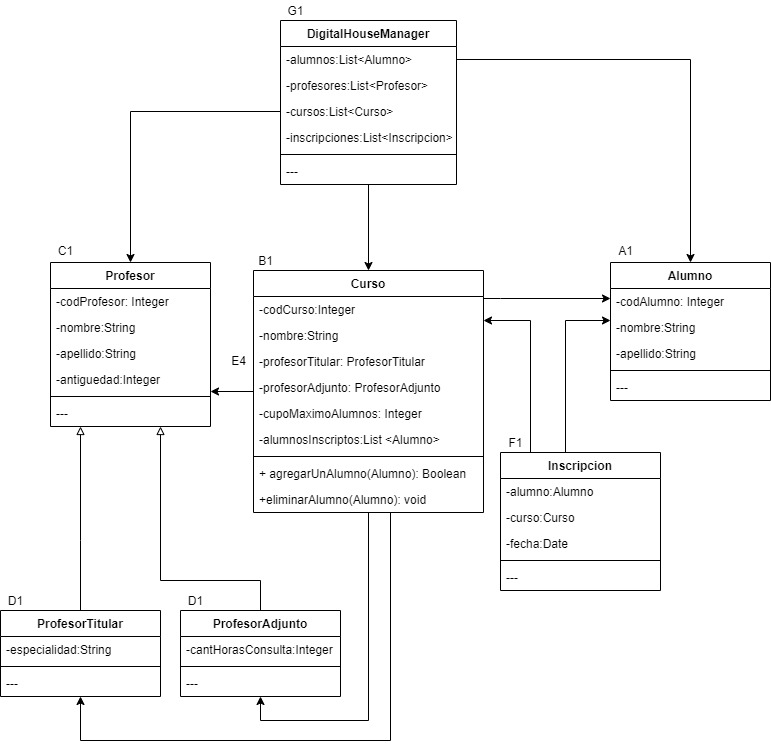 G1
DigitalHouseManager
-alumnos:List<Alumno>
-profesores:List<Profesor>
-cursos:List<Curso>
-inscripciones:List<Inscripcion>
---
C1
Profesor
-codProfesor: Integer
-nombre:String
-apellido:String
-antiguedad:Integer
---
B1
Curso
-codCurso:Integer
-nombre:String
-profesorTitular: ProfesorTitular
-profesorAdjunto: ProfesorAdjunto
-cupoMaximoAlumnos: Integer
-alumnosInscriptos:List <Alumno>
+ agregarUnAlumno(Alumno): Boolean
+eliminarAlumno(Alumno): void
E4
A1
Alumno
-codAlumno: Integer
-nombre:String
-apellido:String
---
F1
Inscripcion
-alumno:Alumno
-curso:Curso
-fecha:Date
---
D1
ProfesorTitular
-especialidad:String
---
D1
ProfesorAdjunto
-cantHorasConsulta:Integer
---